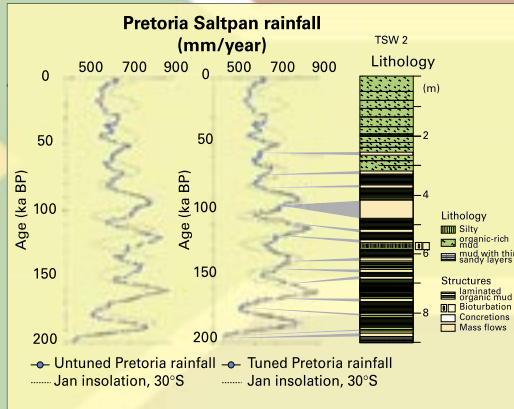 Pretoria Saltpan rainfall
(mm/year)
TSW 2
Lithology
500 700 900
500 700 900
(m)
0
50
100
150
200
Age (ka BP)
0
50
100
150
200
Age (ka BP)
2
4
6
8
Lithology
Silty
organic-rich
mud
mud with thi
sandy layers
Structures
laminated
organic mud
Bioturbation
Concretions
Mass flows
Untuned Pretoria rainfall
Jan insolation, 30°S
Tuned Pretoria rainfall
Jan insolation, 30°S